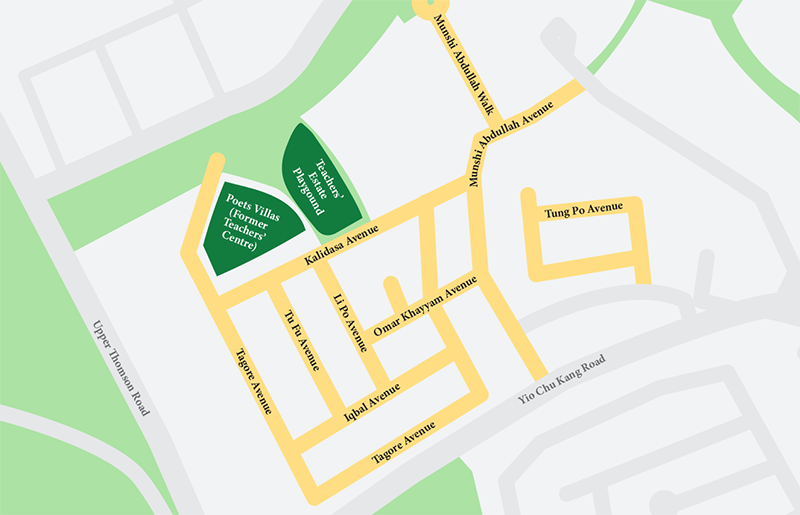 Munshi Abdullah Walk
Munshi Abdullah Avenue
Teachers'
Estate
Playgound
Poets Villas
(Former
Teachers'
Centre)
Tung Po Avenue
Kalidasa Avenue
Li Po Avenue
Tu Fu Avenue
Omar Khayyam Avenue
Tagore Avenue
Upper Thomson Road
Iqbal Avenue
Yio Chu Kang Road
Tagore Avenue